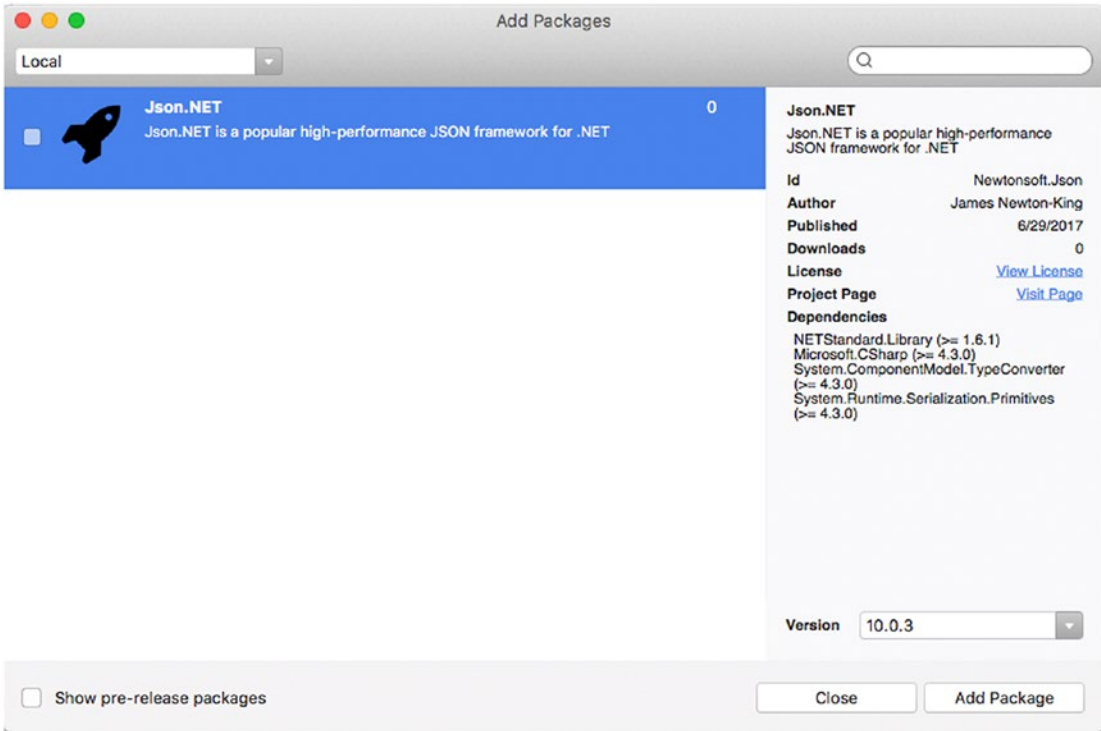 Add Packages
Local
Json.NET 0
Json.NET is a popular high-performance JSON framework for .NET
Json.NET
Json.NET is a popular high-performance
JSON framework for .NET
Id Newtonsoft.Json
Author James Newton-King
Published 6/29/2017
Downloads 0
License View License
Project Page Visit Page
Dependencies
NETStandard.Library (>= 1.6.1)
Microsoft.CSharp (>= 4.3.0)
System.ComponentModel.TypeConverter
(>= 4.3.0)
System.Runtime.Serialization.Primitives
(>= 4.3.0)
Version 10.0.3
Show pre-release packages
Close Add Package